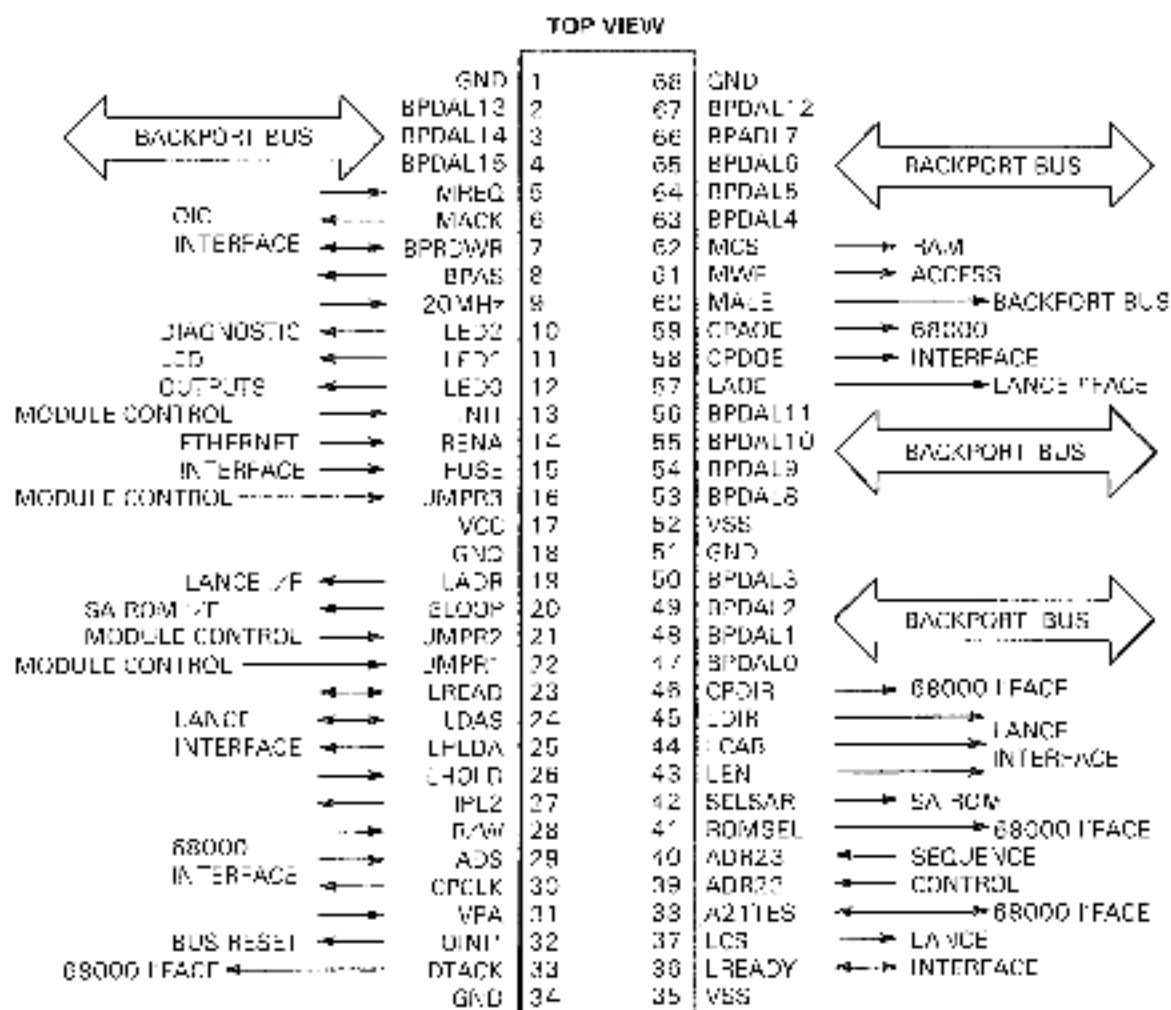 TOP VIEW
GND 1 68 GND
BPDAL13 2 67 BPDAL12
BACKPORT BUS BPDAL14 3 66 BPADL7
BPDAL15 4 65 BPDAL6 BACKPORT BUS
MREQ 5 64 BPDAL5
MACK 6 63 BPDAL4
INTERFACE BPRDWR 7 62 MCS RAM
BPAS 8 61 ACCESS
20MHz 9 60 MALE BACKPORT BUS
DIAGNOSTIC LED2 10 59 CPAOE 68000
LED LED1 11 58 CPDOE INTERFACE
OUTPUTS LED0 12 57 LAOE LANCE I'FACE
MODULE CONTROL INIT 13 56 BPDAL11
ETHERNET RENA 14 55 BPDAL10
INTERFACE FUSE 15 54 BPDAL9 BACKPORT BUS
MODULE CONTROL JMPR3 16 53 BPDAL8
VCC 17 52 VSS
GND 18 51 GND
LANCE I/F LADR 19 50 BPDAL3
SA ROM I/F 20 49 BPDAL2 BACKPORT BUS
MODULE CONTROL JMPR2 21 48 BPDAL1
MODULE CONTROL JMPR1 22 47 BPDAL0
LREAD 23 46 CPDIR 68000 I'FACE
LANCE LDAS 24 45 LDIR LANCE
INTERFACE LHLDA 25 44 LCAB INTERFACE
LHOLD 26 43 LEN
IPL2 27 42 SELSAR SA ROM
R/W 28 41 ROMSEL 68000 I'FACE
68000 ADS 29 40 ADR23 SEQUENCE
INTERFACE CPCLK 30 39 CONTROL
VPA 31 38 A21TES 68000 I'FACE
BUS RESET 32 37 LCS LANCE
68000 I'FACE DTACK 33 36 LREADY INTERFACE
GND 34 35 VSS